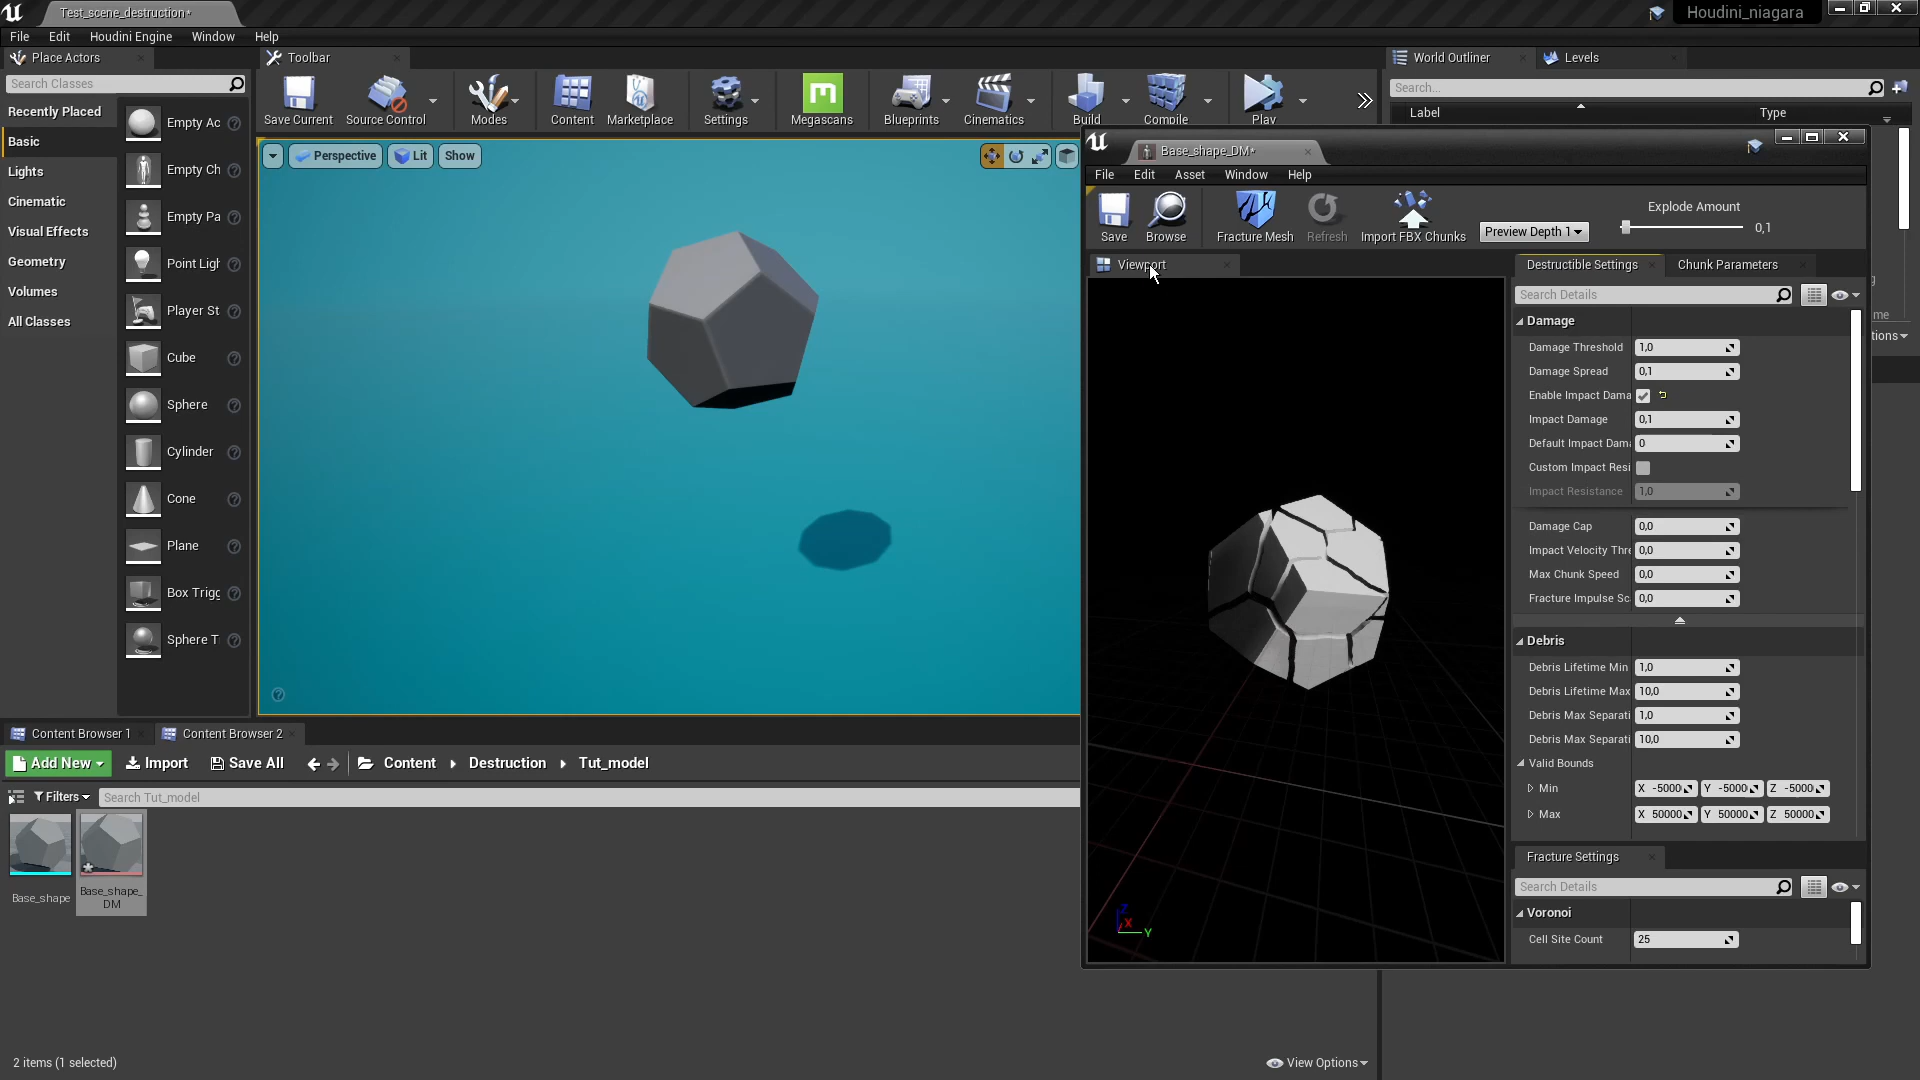 Test_scene_destruction*
Houdini_niagara
File Edit Houdini Engine Window Help
Place Actors
Search Classes
Recently Placed
Basic
Lights
Cinematic
Visual Effects
Geometry
Volumes
All Classes
Empty Ac
Empty Ch
Empty Pa
Point Ligh
Player St
Cube
Sphere
Cylinder
Cone
Plane
Box Trigg
Sphere T
Toolbar
Save Current
Source Control
Modes
Content
Marketplace
Settings
Megascans
Blueprints
Cinematics
Build
Compile
Play
Perspective
Lit
Show
World Outliner
Levels
Search...
Label Type
me
tions
Base_shape_DM*
File Edit Asset Window Help
Save
Browse
Fracture Mesh
Refresh
Import FBX Chunks
Preview Depth 1
Explode Amount
0,1
Viewport
Z
X
Y
Destructible Settings
Chunk Parameters
Search Details
Damage
Damage Threshold 1,0
Damage Spread 0,1
Enable Impact Dama
Impact Damage 0,1
Default Impact Dam 0
Custom Impact Resi
Impact Resistance 1,0
Damage Cap 0,0
Impact Velocity Thre 0,0
Max Chunk Speed 0,0
Fracture Impulse Sc 0,0
Debris
Debris Lifetime Min 1,0
Debris Lifetime Max 10,0
Debris Max Separati 1,0
Debris Max Separati 10,0
Valid Bounds
Min X -5000 Y -5000 Z -5000
Max X 50000 Y 50000 Z 50000
Fracture Settings
Search Details
Voronoi
Cell Site Count 25
Content Browser 1
Content Browser 2
Add New
Import
Save All
Content
Destruction
Tut_model
Filters
Search Tut_model
Base_shape
Base_shape_
DM
2 items (1 selected)
View Options